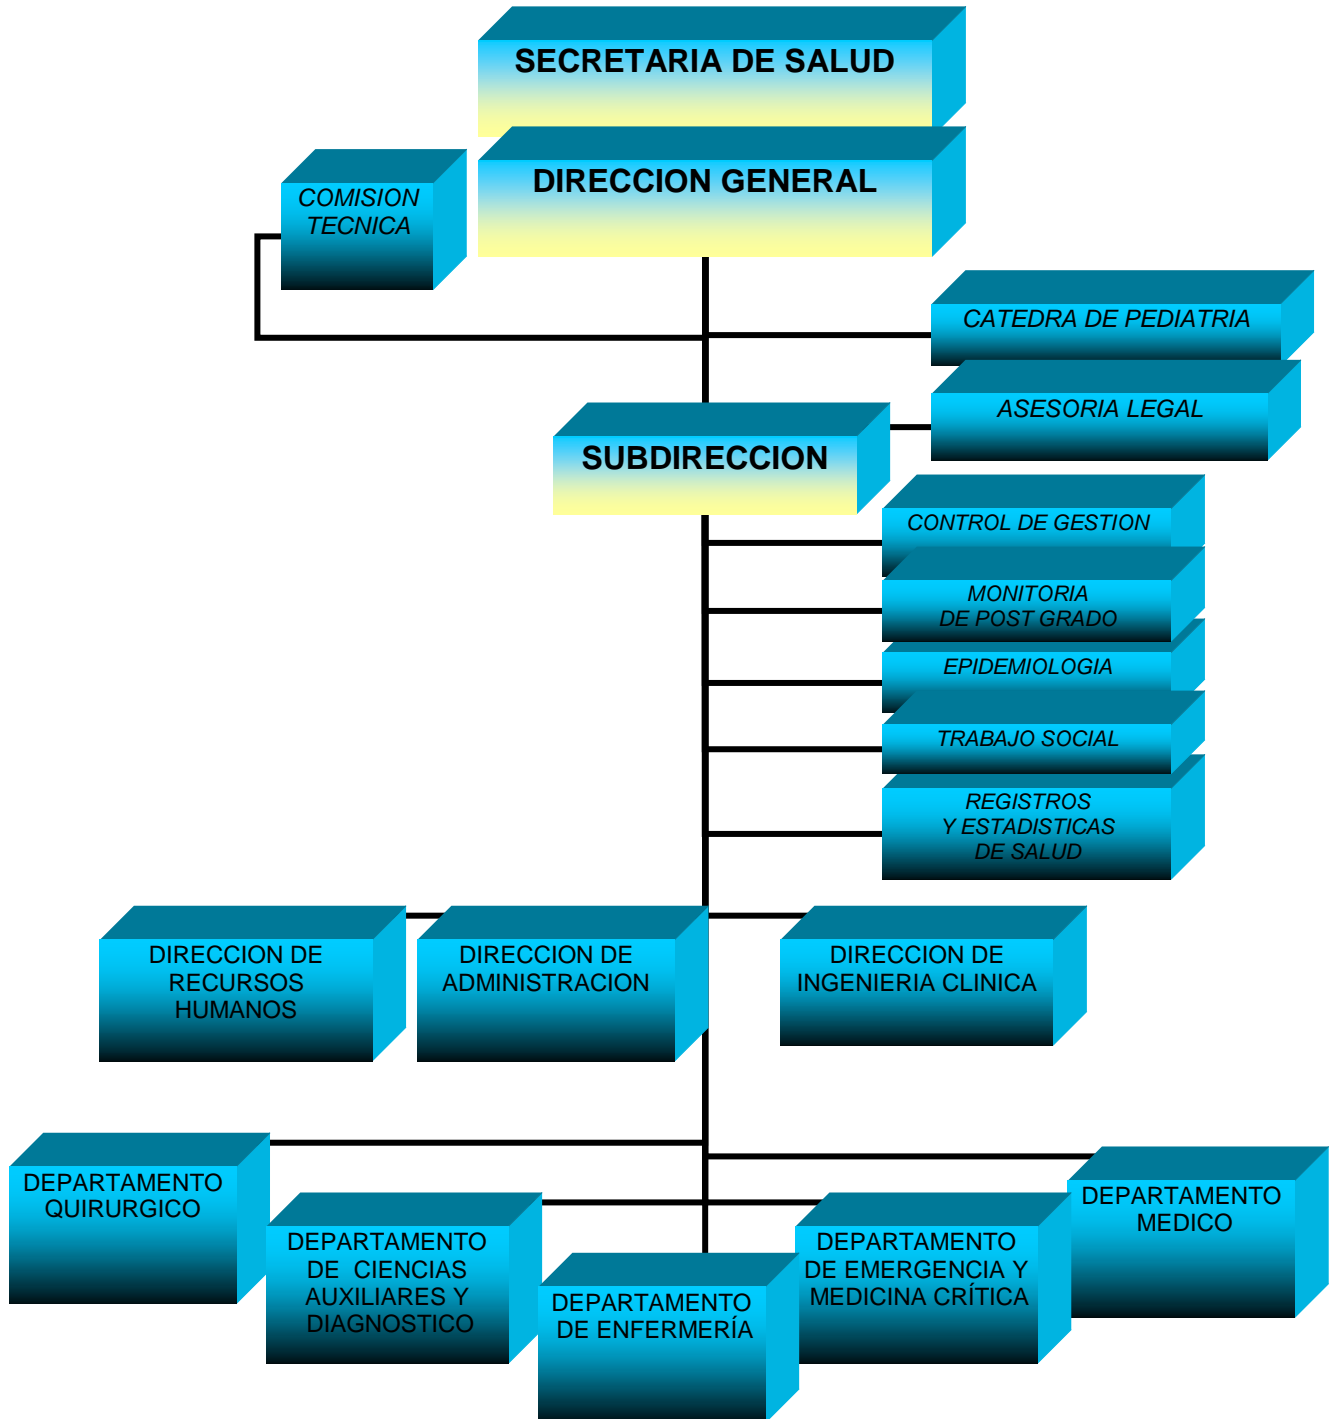 SECRETARIA DE SALUD
DIRECCION GENERAL
COMISION
TECNICA
CATEDRA DE PEDIATRIA
ASESORIA LEGAL
SUBDIRECCION
CONTROL DE GESTION
MONITORIA
DE POST GRADO
EPIDEMIOLOGIA
TRABAJO SOCIAL
REGISTROS
Y ESTADISTICAS
DE SALUD
DIRECCION DE
RECURSOS
HUMANOS
DIRECCION DE
ADMINISTRACION
DIRECCION DE
INGENIERIA CLINICA
DEPARTAMENTO
QUIRURGICO
DEPARTAMENTO
DE CIENCIAS
AUXILIARES Y
DIAGNOSTICO
DEPARTAMENTO
DE ENFERMERÍA
DEPARTAMENTO
DE EMERGENCIA Y
MEDICINA CRÍTICA
DEPARTAMENTO
MEDICO